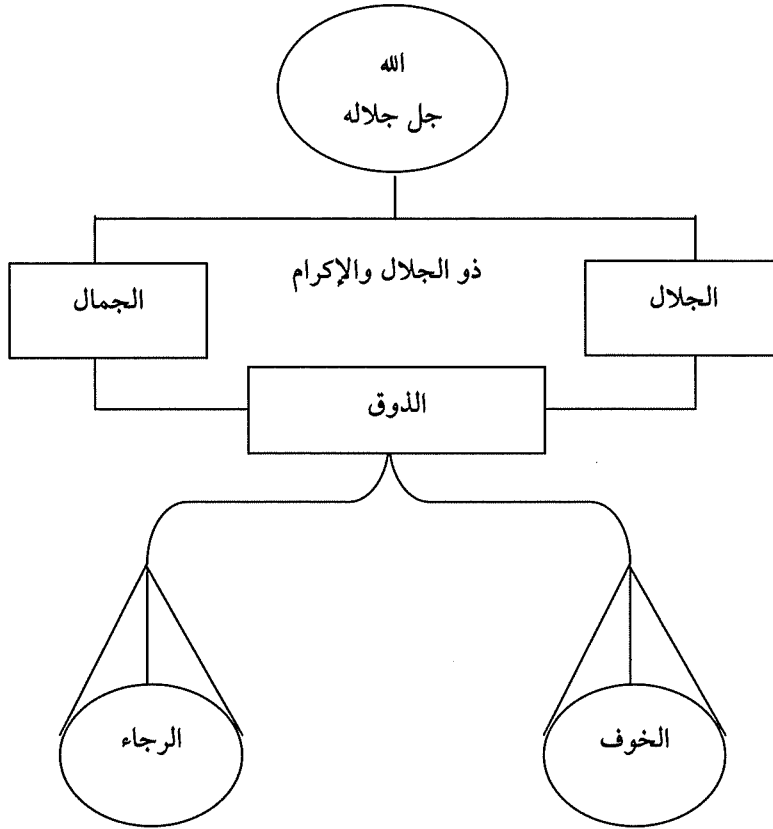 الله
جل جلاله
ذو الجلال والإكرام
الجلال
الجمال
الذوق
الخوف
الرجاء